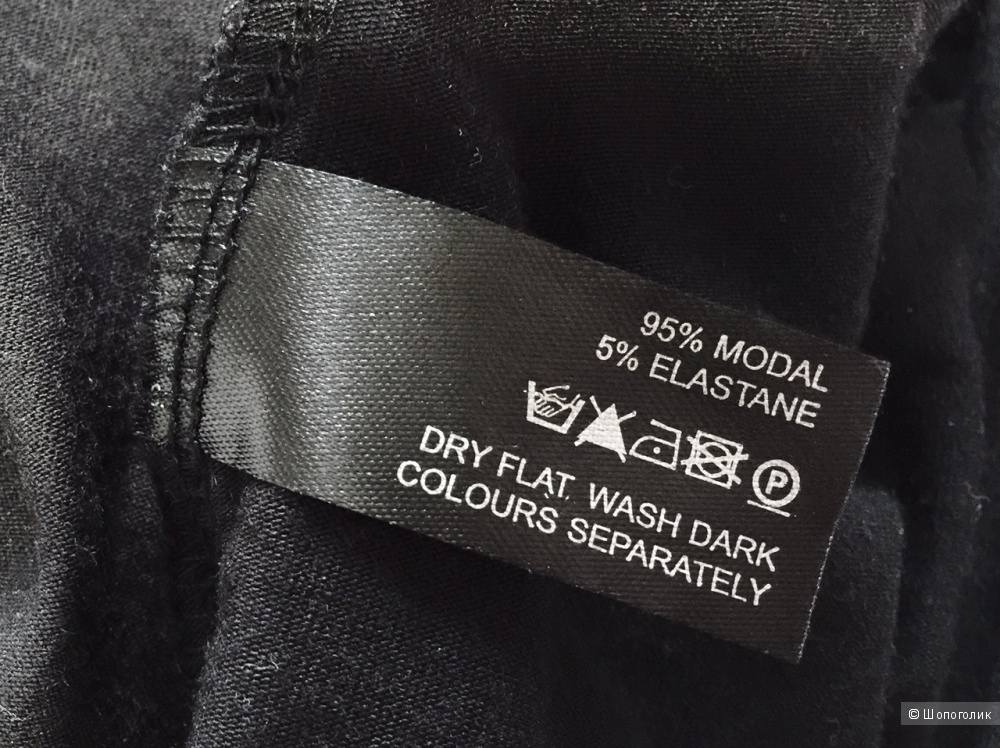 95% MODAL
5% ELASTANE
P
DRY FLAT. WASH DARK
COLOURS SEPARATELY
© Шопоголик